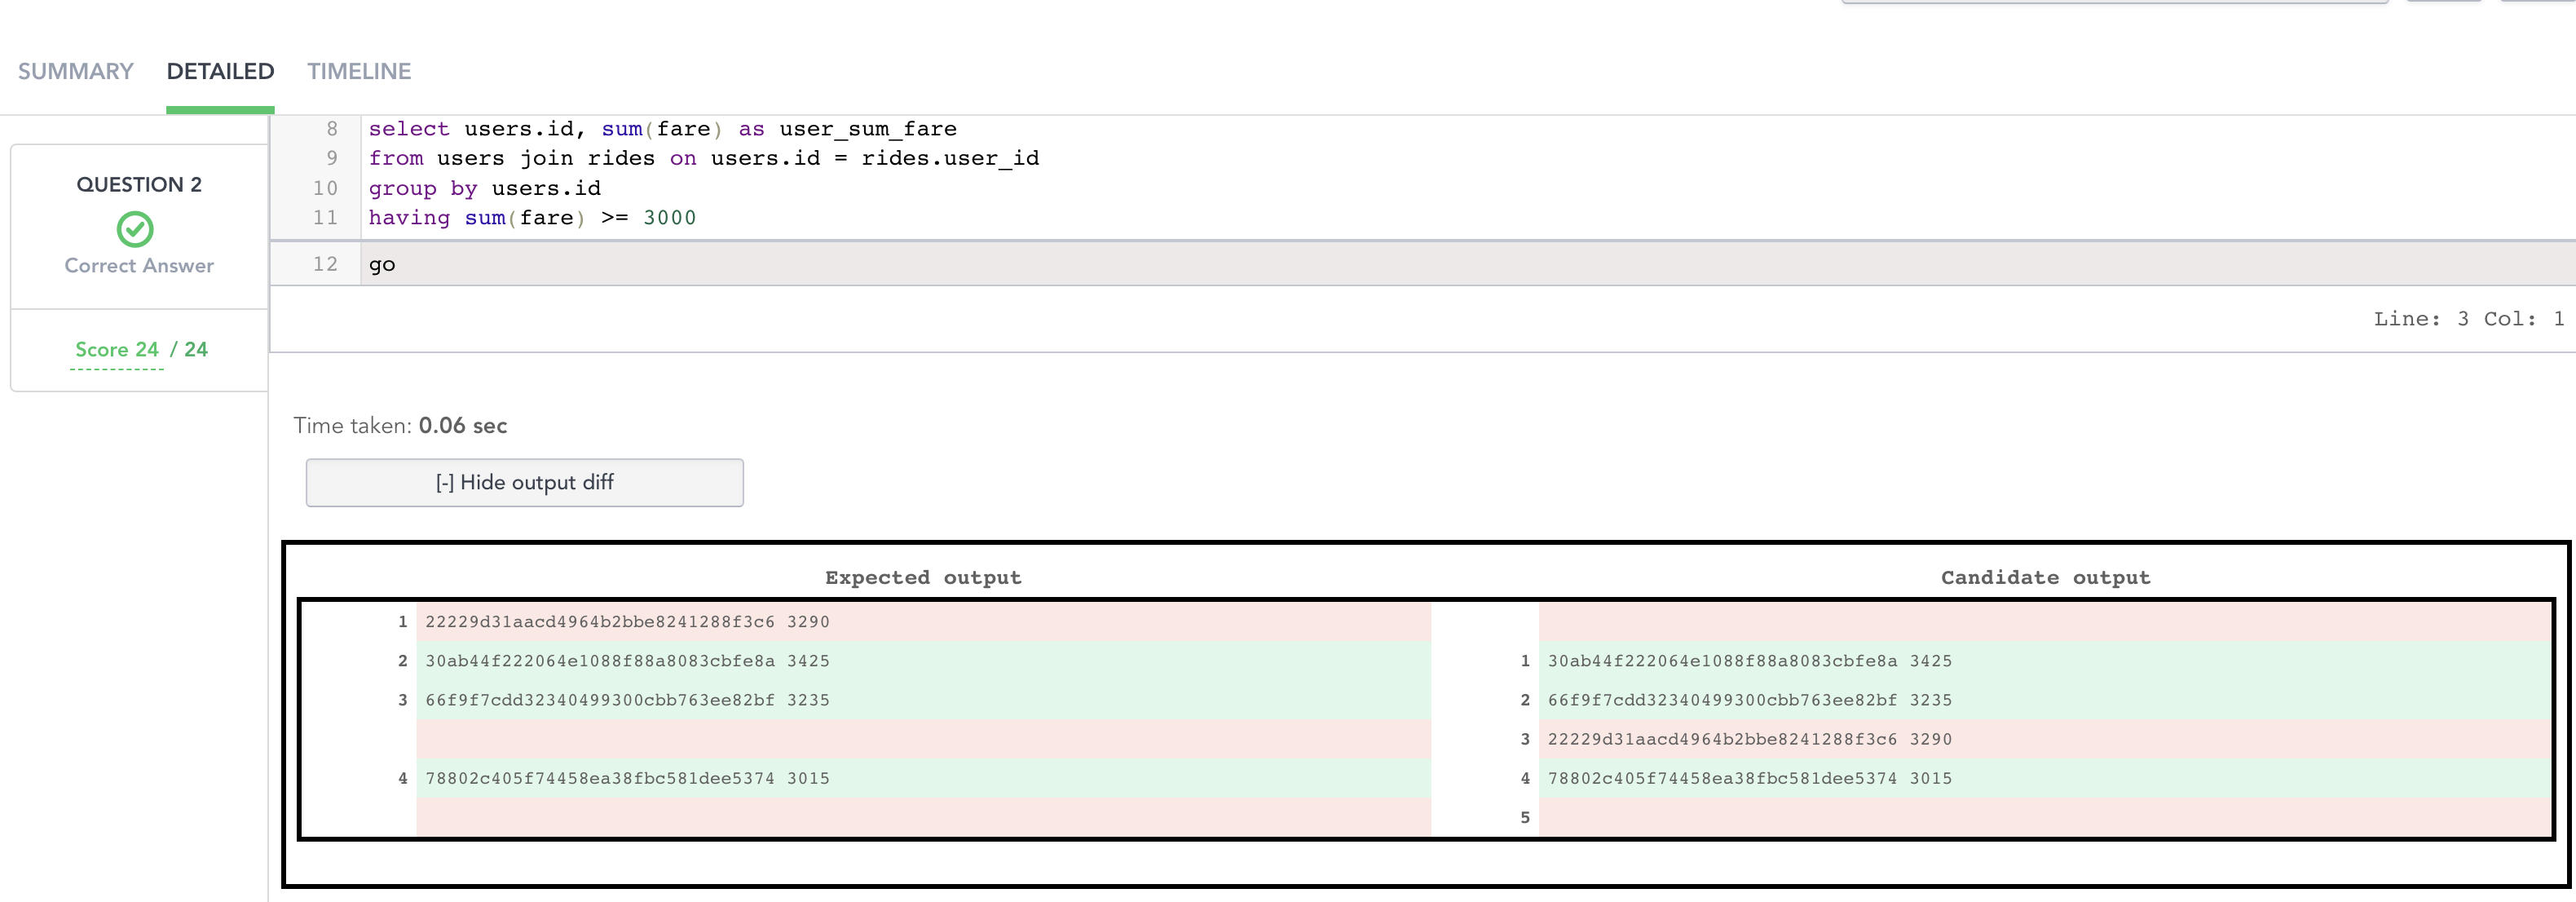 SUMMARY DETAILED TIMELINE
QUESTION 2
Correct Answer
Score 24 / 24
8 select users.id, sum(fare) as user_sum_fare
9 from users join rides on users.id = rides.user_id
10 group by users.id
11 having sum(fare) >= 3000
12 go
Line: 3 Col: 1
Time taken: 0.06 sec
[-] Hide output diff
Expected output Candidate output
1 22229d31aacd4964b2bbe8241288f3c6 3290
2 30ab44f222064e1088f88a8083cbfe8a 3425 1 30ab44f222064e1088f88a8083cbfe8a 3425
3 66f9f7cdd32340499300cbb763ee82bf 3235 2 66f9f7cdd32340499300cbb763ee82bf 3235
3 22229d31aacd4964b2bbe8241288f3c6 3290
4 78802c405f74458ea38fbc581dee5374 3015 4 78802c405f74458ea38fbc581dee5374 3015
5